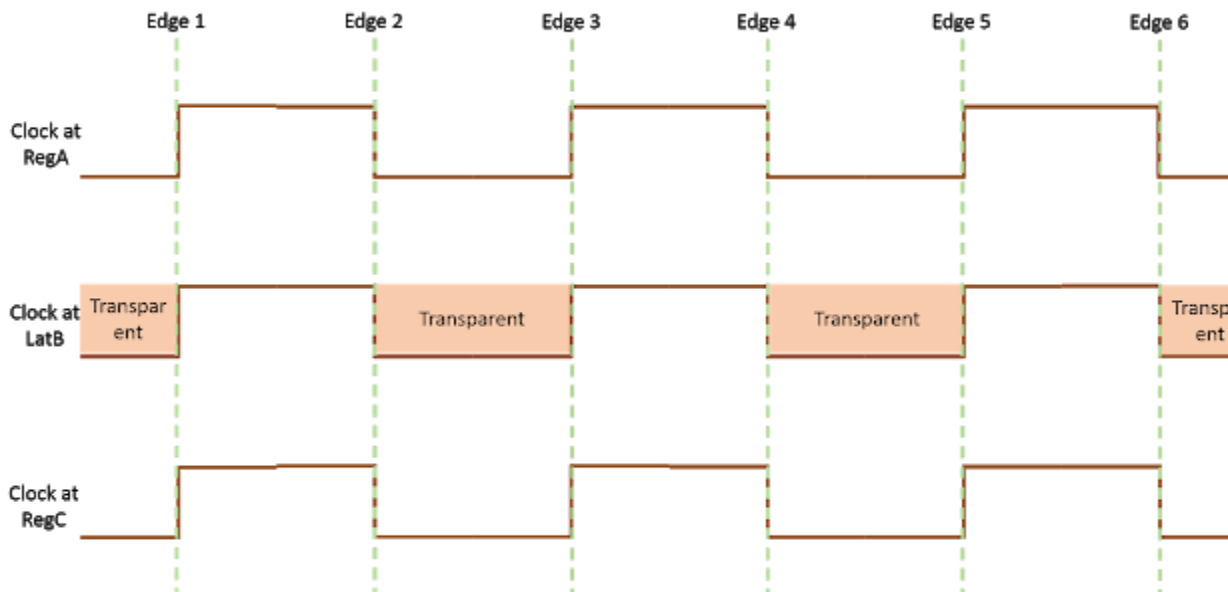 Edge 1
Edge 2
Edge 3
Edge 4
Edge 5
Edge 6
Clock at
RegA
Clock at
LatB
Transpar
ent
Transparent
Transparent
Transp
ent
Clock at
RegC